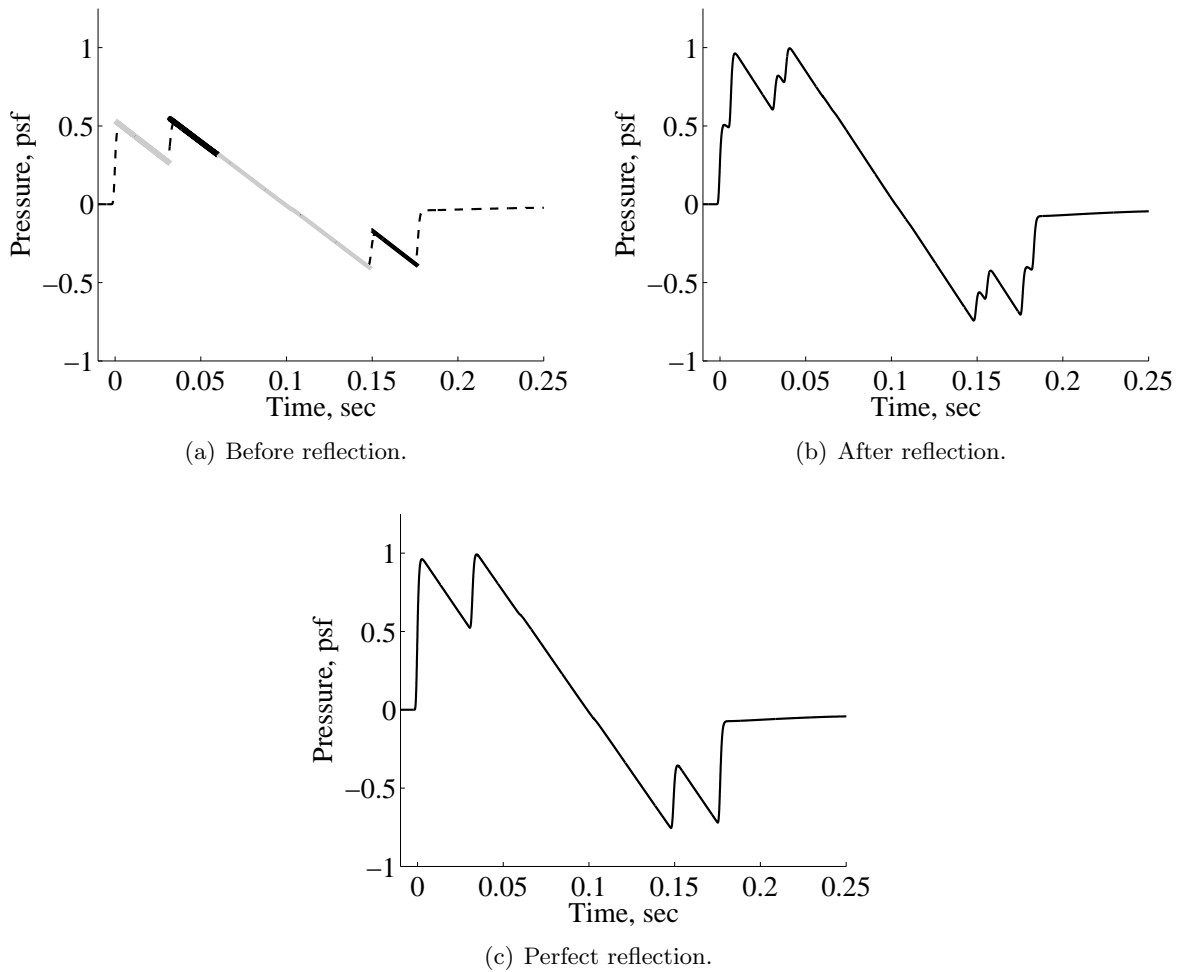 1
0.5
0
−0.5
−1
Pressure, psf
0 0.05 0.1 0.15 0.2 0.25
Time, sec
(a) Before reflection.
1
0.5
0
−0.5
−1
Pressure, psf
0 0.05 0.1 0.15 0.2 0.25
Time, sec
(b) After reflection.
1
0.5
0
−0.5
−1
Pressure, psf
0 0.05 0.1 0.15 0.2 0.25
Time, sec
(c) Perfect reflection.